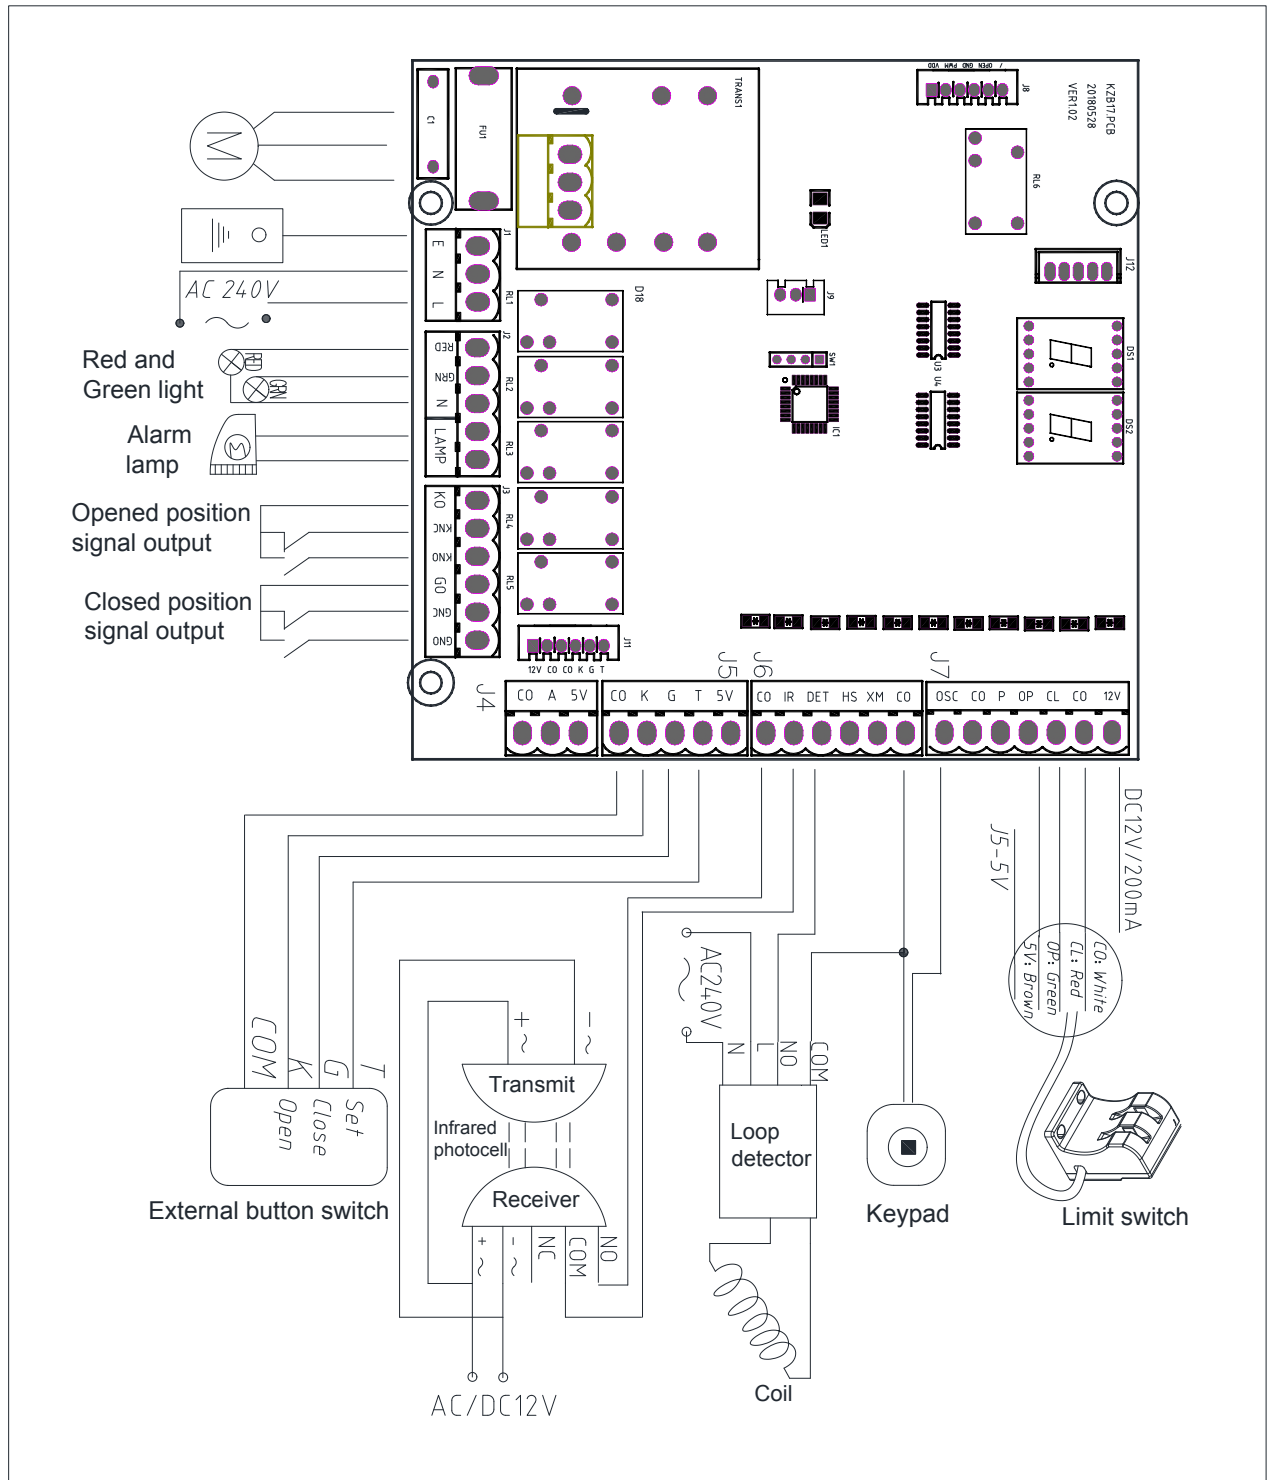 C1
FU1
TRANS1
VDD PWM GND OPEN /
J8
KZB17.PCB
20180528
VER1.02
RL6
M
LED1
J12
J1
E
N
L
RL1
AC 240V
D18
J9
DS1
SW1
U3 U4
IC1
DS2
Red and
Green light
RED
GRN
J2
RED
GRN
N
LAMP
RL2
Alarm
lamp
RL3
Opened position
signal output
J3
KO
KNC
KNO
GO
GNC
GNO
RL4
RL5
Closed position
signal output
J11
12V CO CO K G T
J4
CO A 5V
J5
CO K G T 5V
J6
CO IR DET HS XM CO
J7
OSC CO P OP CL CO 12V
DC12V/200mA
J5-5V
CO: White
CL: Red
OP: Green
5V: Brown
AC240V
N
L
NO
COM
COM
K
G
T
Open
Close
Set
External button switch
+ ~
- ~
Transmit
Infrared
photocell
Receiver
+ ~
- ~
NC
COM
NO
AC/DC12V
Loop
detector
Coil
Keypad
Limit switch